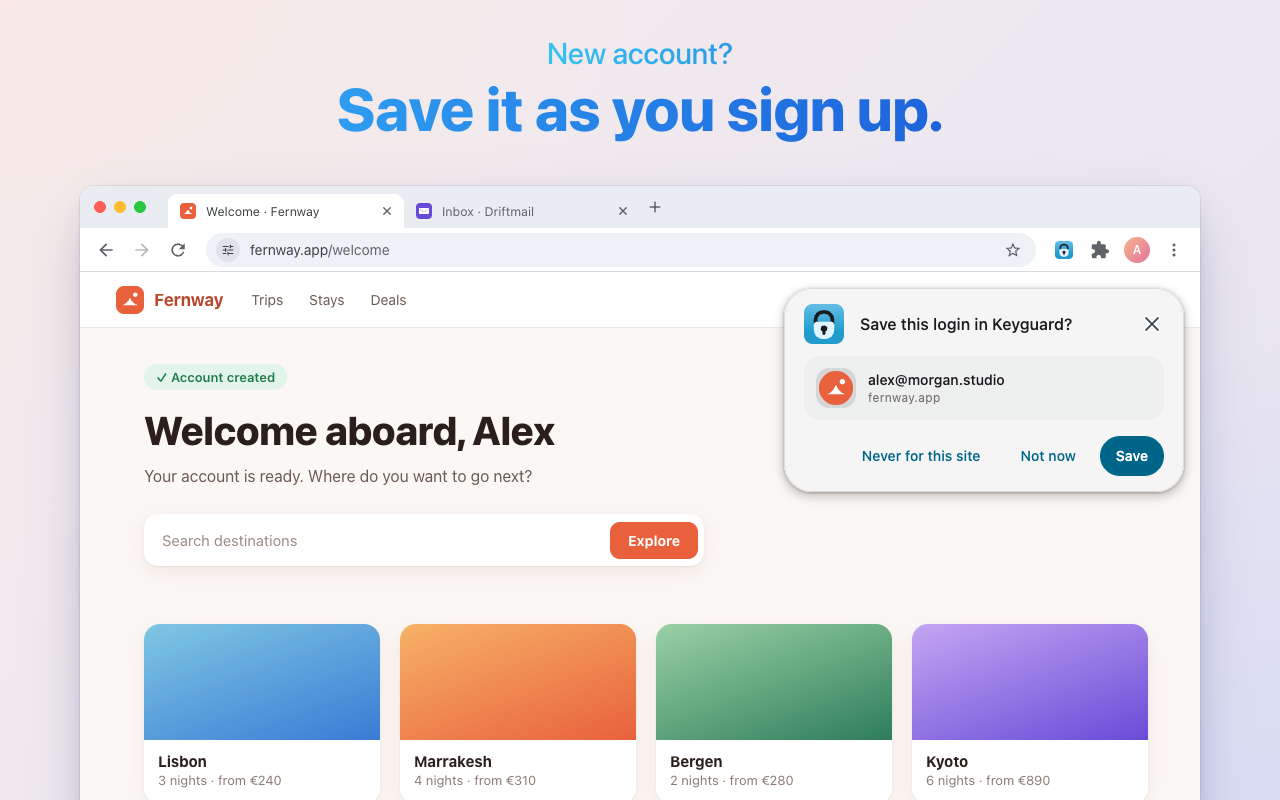 New account?
Save it as you sign up.
Welcome · Fernway
Inbox · Driftmail
fernway.app/welcome
A
Fernway
Trips
Stays
Deals
Save this login in Keyguard?
alex@morgan.studio
fernway.app
Never for this site
Not now
Save
Account created
Welcome aboard, Alex
Your account is ready. Where do you want to go next?
Search destinations
Explore
Lisbon
3 nights · from €240
Marrakesh
4 nights · from €310
Bergen
2 nights · from €280
Kyoto
6 nights · from €890